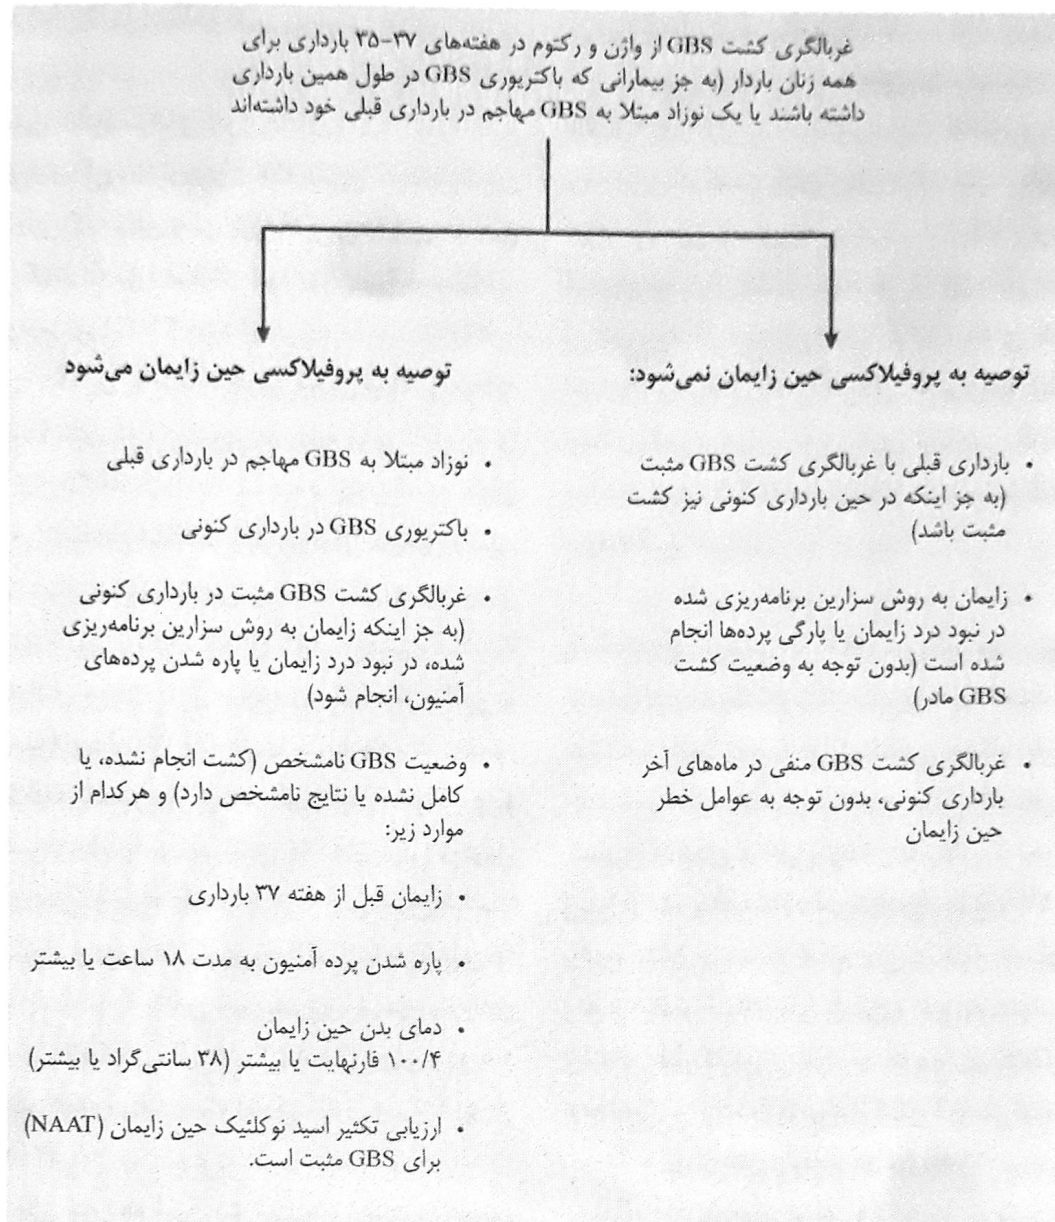 غربالگری کشت GBS از واژن و رکتوم در هفته‌های ۳۷–۳۵ بارداری برای
همه زنان باردار (به جز بیمارانی که باکتریوری GBS در طول همین بارداری
داشته باشند یا یک نوزاد مبتلا به GBS مهاجم در بارداری قبلی خود داشته‌اند
توصیه به پروفیلاکسی حین زایمان نمی‌شود:
• بارداری قبلی با غربالگری کشت GBS مثبت
(به جز اینکه در حین بارداری کنونی نیز کشت
مثبت باشد)
• زایمان به روش سزارین برنامه‌ریزی شده
در نبود درد زایمان یا پارگی پرده‌ها انجام
شده است (بدون توجه به وضعیت کشت
GBS مادر)
• غربالگری کشت GBS منفی در ماه‌های آخر
بارداری کنونی، بدون توجه به عوامل خطر
حین زایمان
توصیه به پروفیلاکسی حین زایمان می‌شود
• نوزاد مبتلا به GBS مهاجم در بارداری قبلی
• باکتریوری GBS در بارداری کنونی
• غربالگری کشت GBS مثبت در بارداری کنونی
(به جز اینکه زایمان به روش سزارین برنامه‌ریزی
شده، در نبود درد زایمان یا پاره شدن پرده‌های
آمنیون، انجام شود)
• وضعیت GBS نامشخص (کشت انجام نشده، یا
کامل نشده یا نتایج نامشخص دارد) و هرکدام از
موارد زیر:
• زایمان قبل از هفته ۳۷ بارداری
• پاره شدن پرده آمنیون به مدت ۱۸ ساعت یا بیشتر
• دمای بدن حین زایمان
۱۰۰/۴ فارنهایت یا بیشتر (۳۸ سانتی‌گراد یا بیشتر)
• ارزیابی تکثیر اسید نوکلئیک حین زایمان (NAAT)
برای GBS مثبت است.